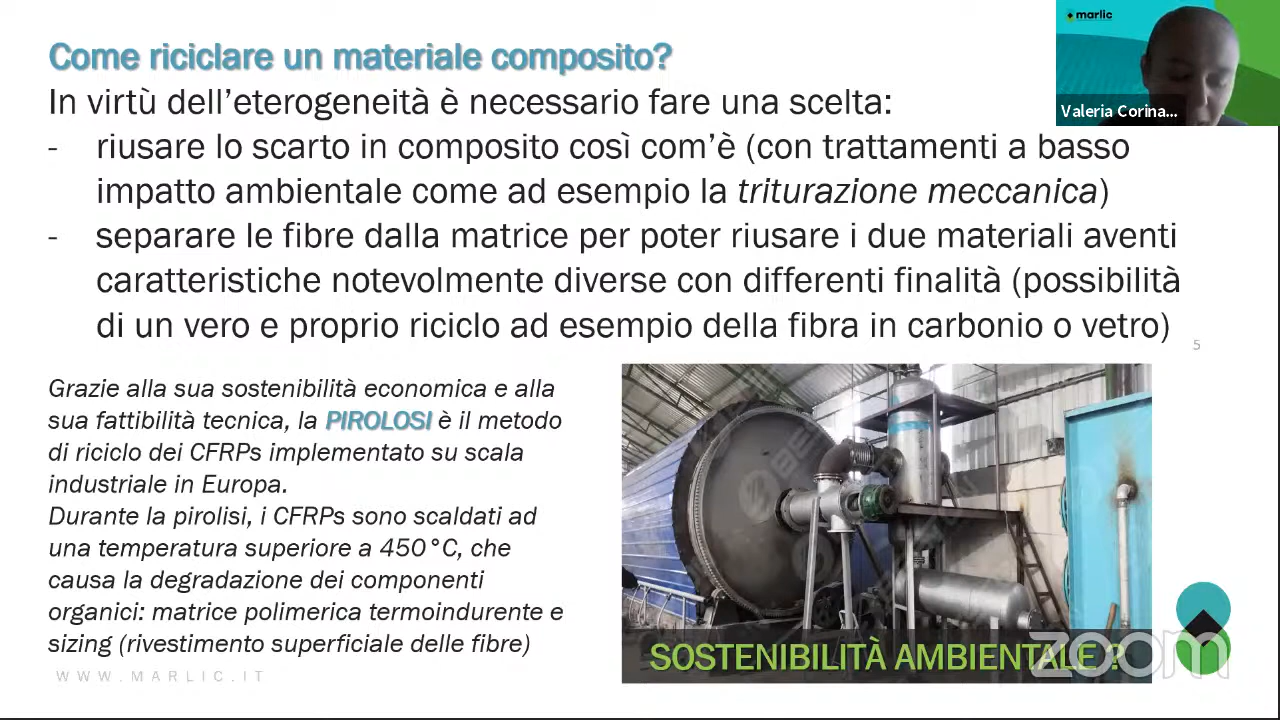 Come riciclare un materiale composito?
In virtù dell'eterogeneità è necessario fare una scelta:
- riusare lo scarto in composito così com'è (con trattamenti a basso
impatto ambientale come ad esempio la triturazione meccanica)
- separare le fibre dalla matrice per poter riusare i due materiali aventi
caratteristiche notevolmente diverse con differenti finalità (possibilità
di un vero e proprio riciclo ad esempio della fibra in carbonio o vetro)
5
Grazie alla sua sostenibilità economica e alla
sua fattibilità tecnica, la PIROLOSI è il metodo
di riciclo dei CFRPs implementato su scala
industriale in Europa.
Durante la pirolisi, i CFRPs sono scaldati ad
una temperatura superiore a 450°C, che
causa la degradazione dei componenti
organici: matrice polimerica termoindurente e
sizing (rivestimento superficiale delle fibre)
WWW.MARLIC.IT
SOSTENIBILITÀ AMBIENTALE ?
zoom
marlic
Valeria Corina...